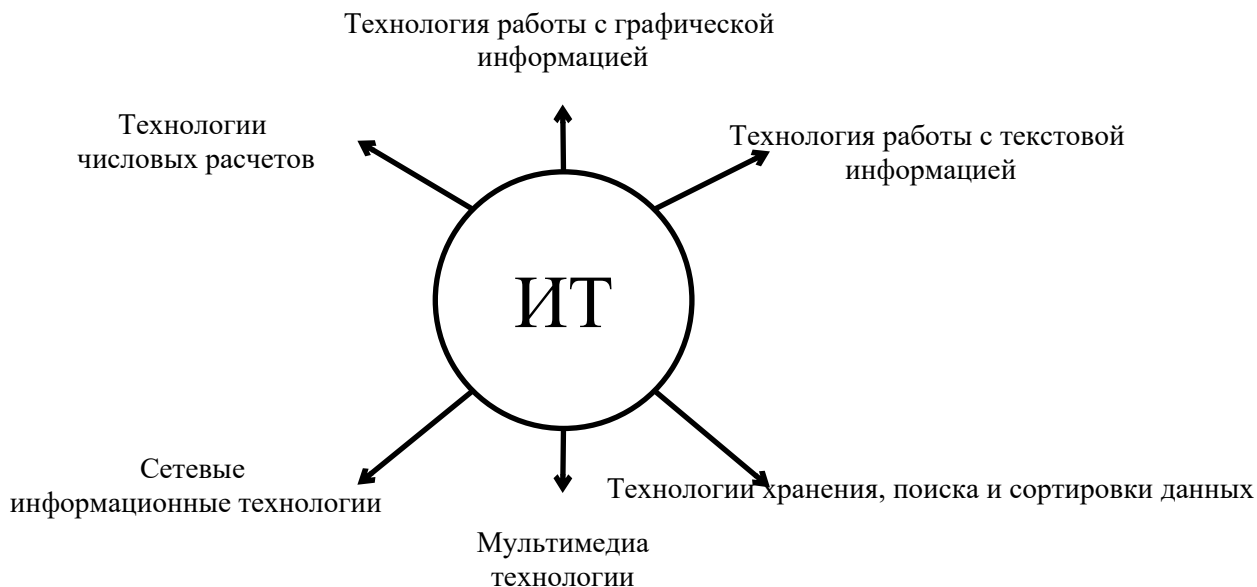 Технология работы с графической
информацией
Технологии
числовых расчетов
Технология работы с текстовой
информацией
ИТ
Сетевые
информационные технологии
Технологии хранения, поиска и сортировки данных
Мультимедиа
технологии